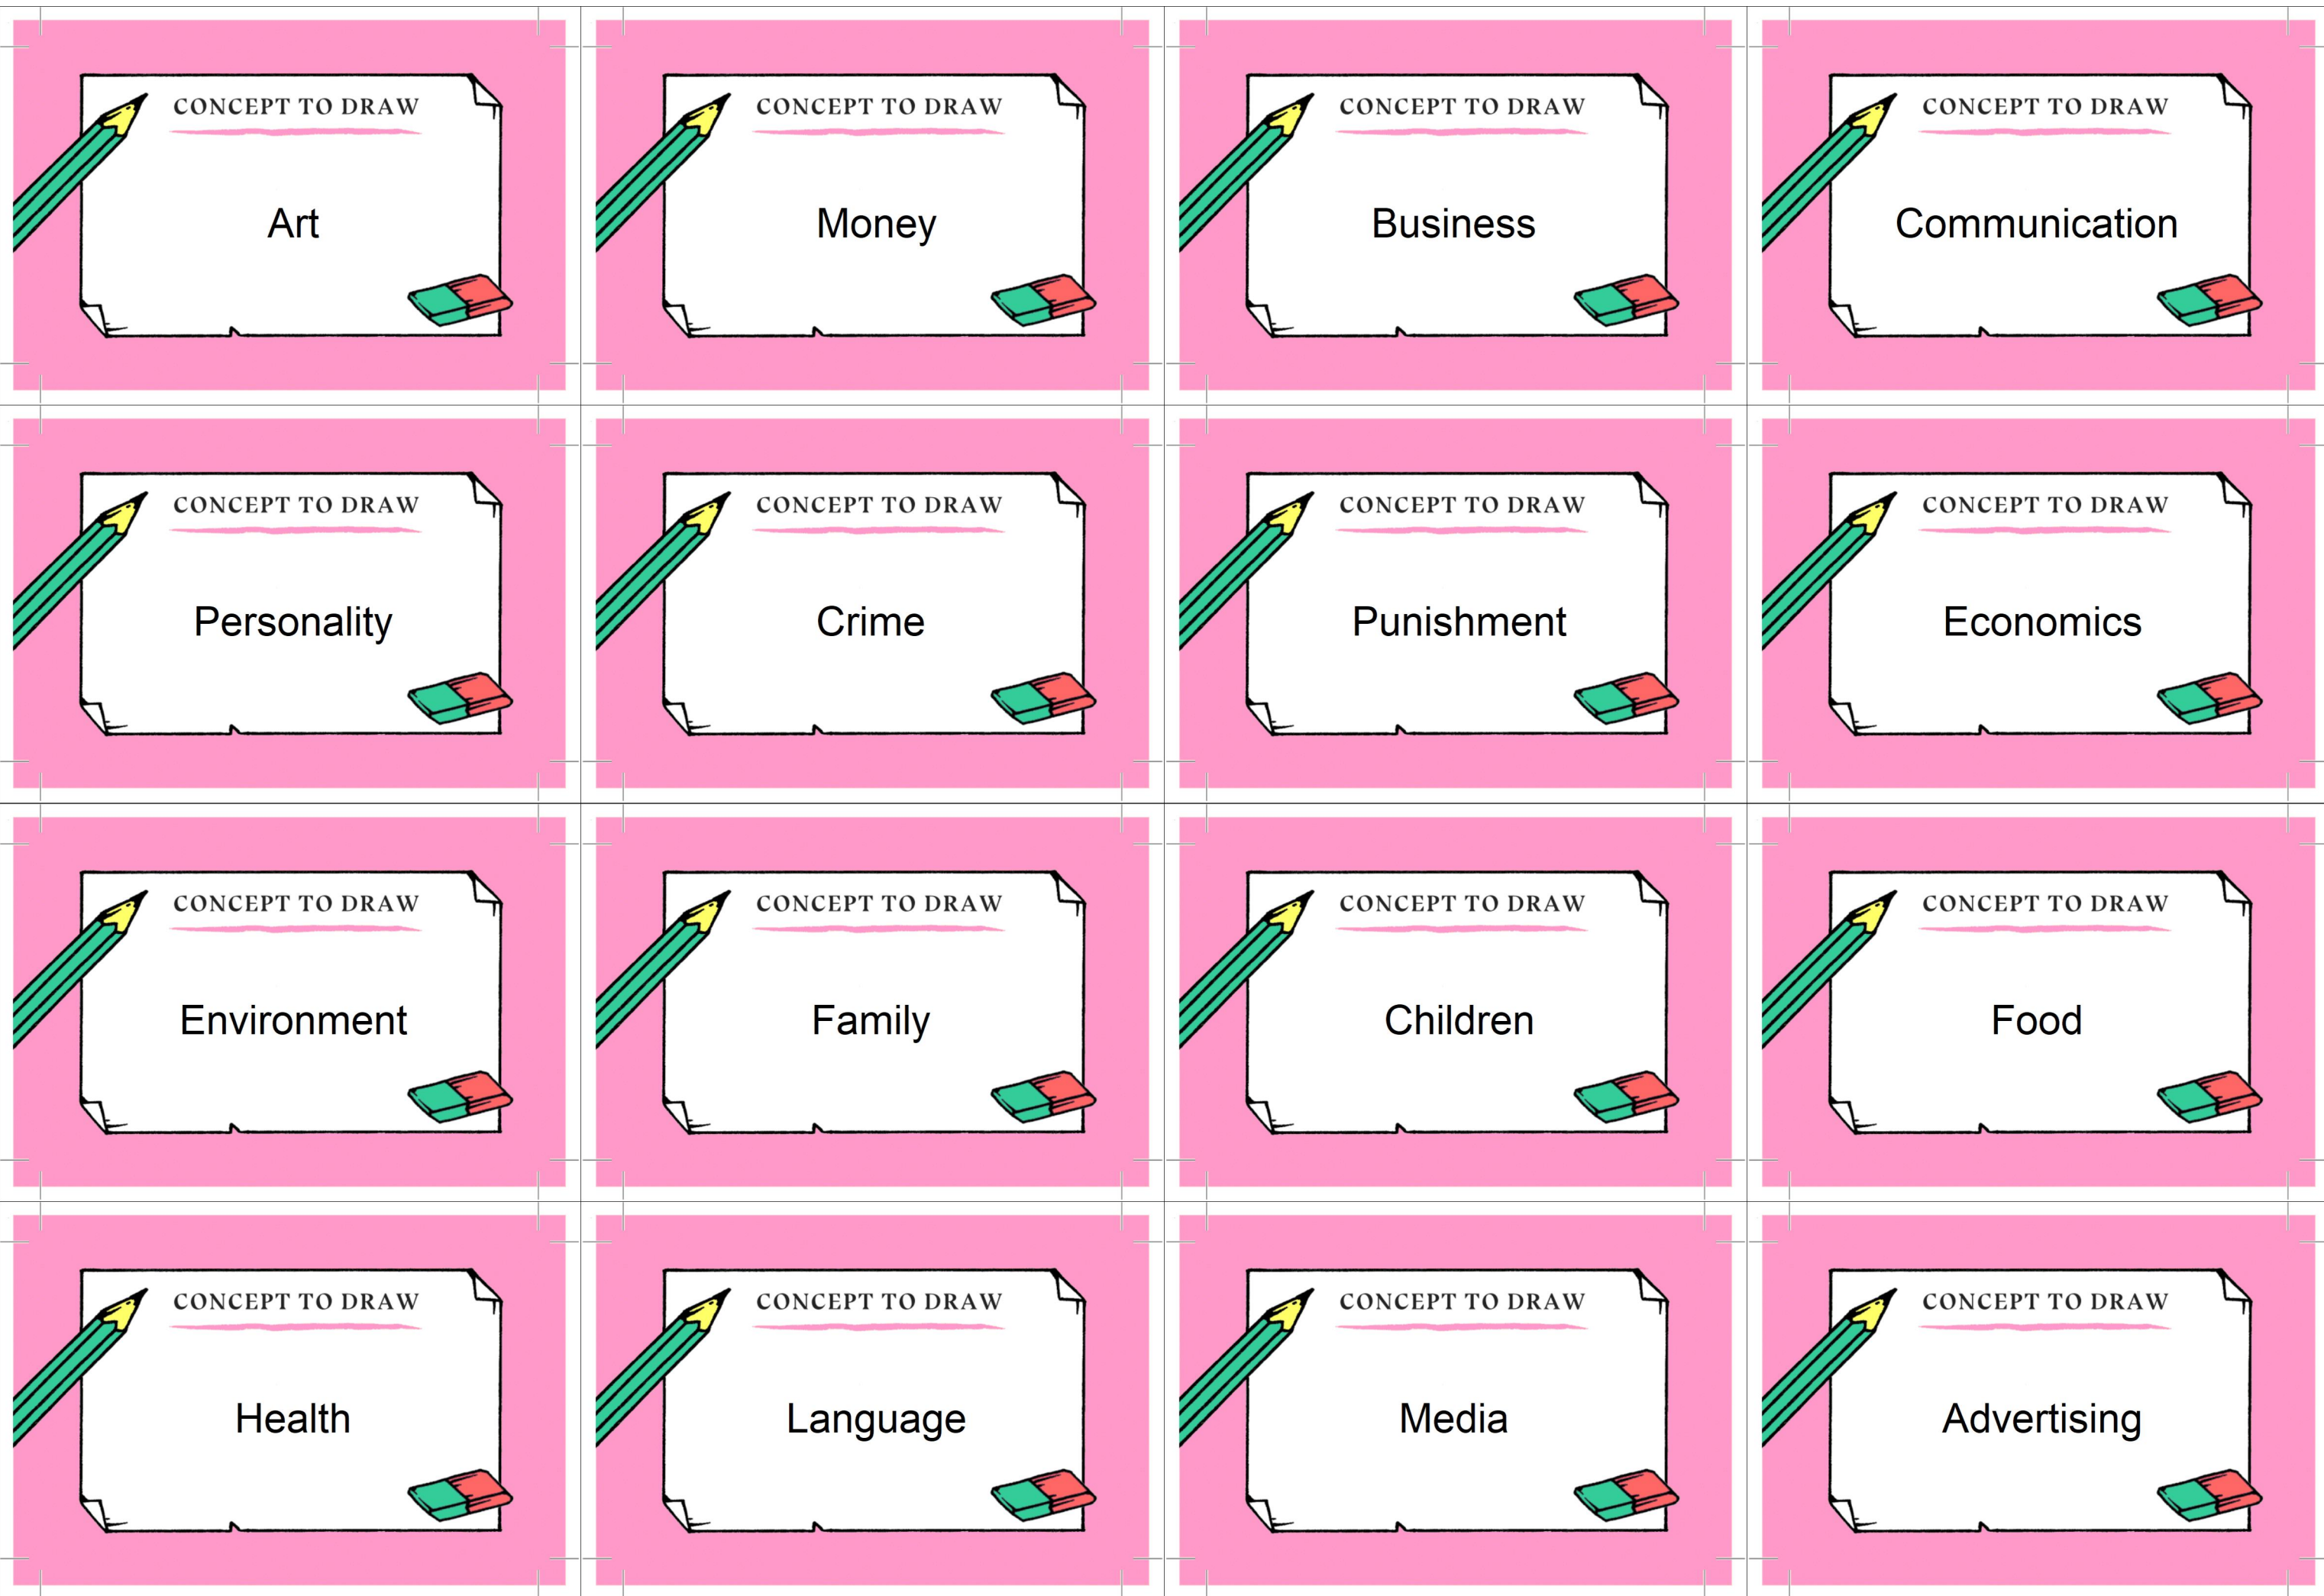 CONCEPT TO DRAW
Art
CONCEPT TO DRAW
Money
CONCEPT TO DRAW
Business
CONCEPT TO DRAW
Communication
CONCEPT TO DRAW
Personality
CONCEPT TO DRAW
Crime
CONCEPT TO DRAW
Punishment
CONCEPT TO DRAW
Economics
CONCEPT TO DRAW
Environment
CONCEPT TO DRAW
Family
CONCEPT TO DRAW
Children
CONCEPT TO DRAW
Food
CONCEPT TO DRAW
Health
CONCEPT TO DRAW
Language
CONCEPT TO DRAW
Media
CONCEPT TO DRAW
Advertising